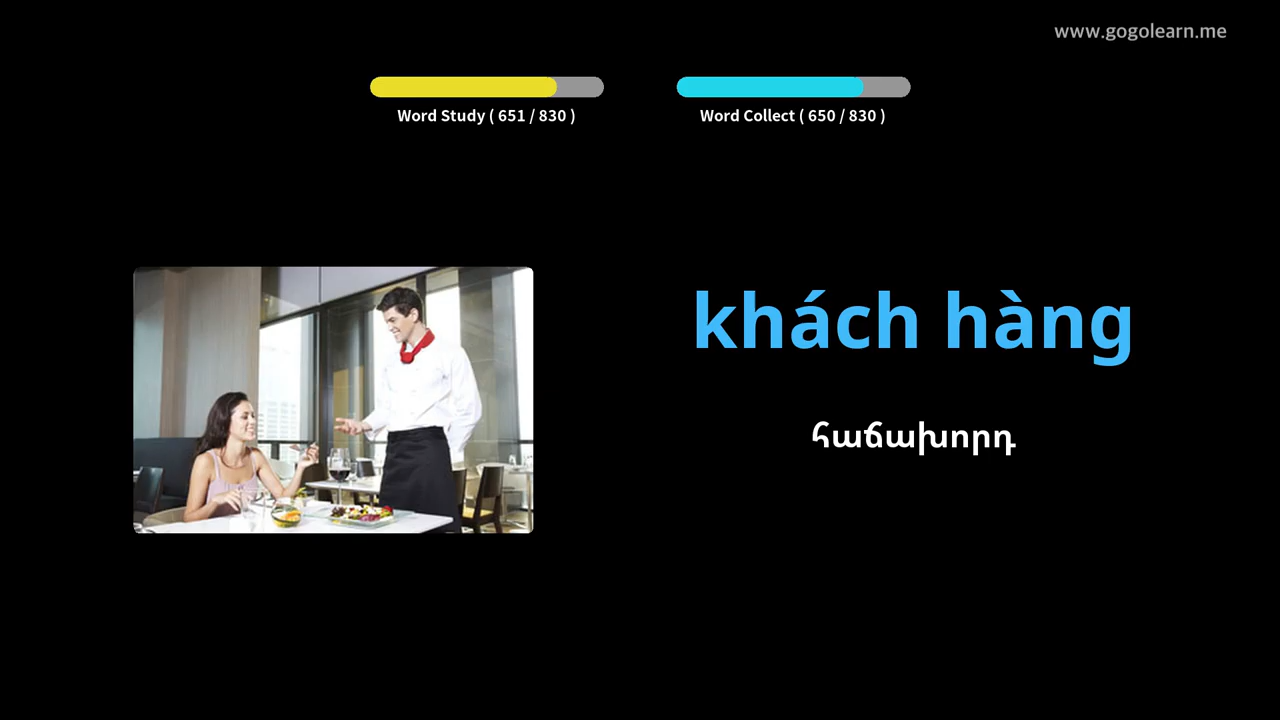 www.gogolearn.me
Word Study ( 651 / 830 )
Word Collect ( 650 / 830 )
khách hàng
հաճախորդ